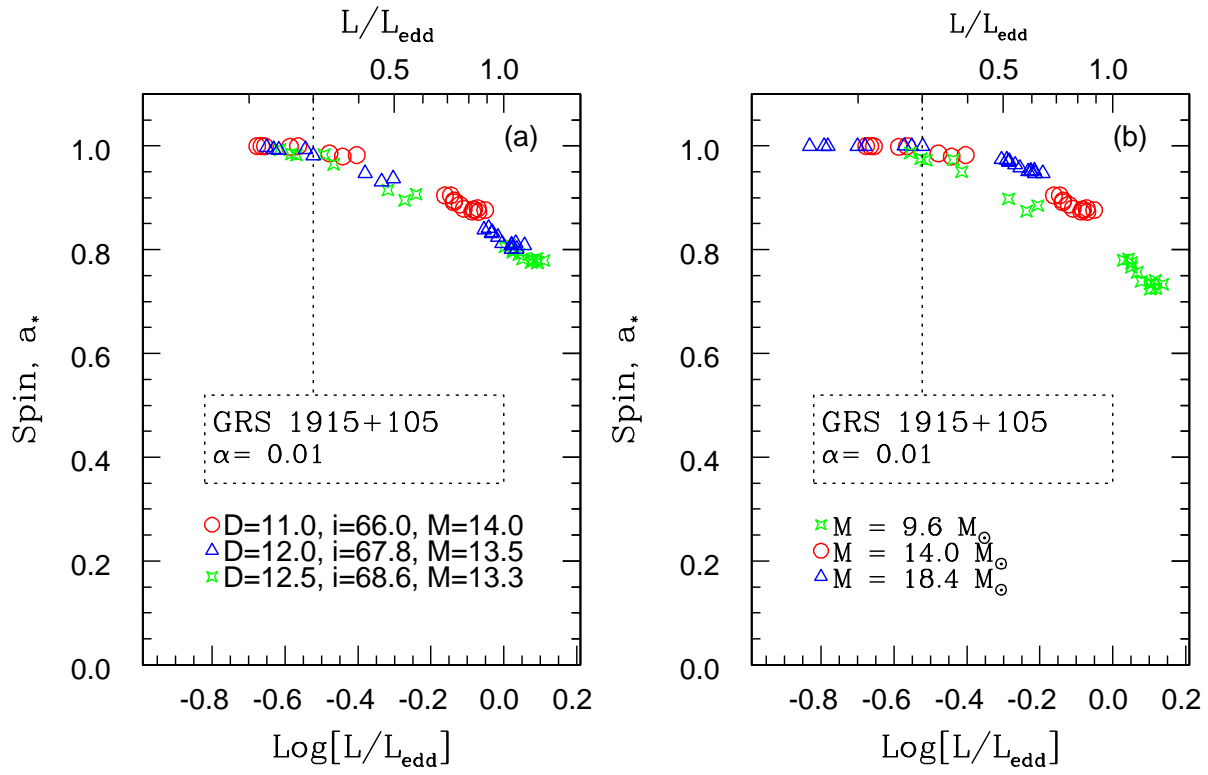 L/Ledd
0.5 1.0
(a)
1.0
0.8
0.6
0.4
0.2
0.0
Spin, a*
GRS 1915+105
α= 0.01
D=11.0, i=66.0, M=14.0
D=12.0, i=67.8, M=13.5
D=12.5, i=68.6, M=13.3
-0.8 -0.6 -0.4 -0.2 0.0 0.2
Log[L/Ledd]
L/Ledd
0.5 1.0
(b)
1.0
0.8
0.6
0.4
0.2
0.0
Spin, a*
GRS 1915+105
α= 0.01
M = 9.6 M⊙
M = 14.0 M⊙
M = 18.4 M⊙
-0.8 -0.6 -0.4 -0.2 0.0 0.2
Log[L/Ledd]